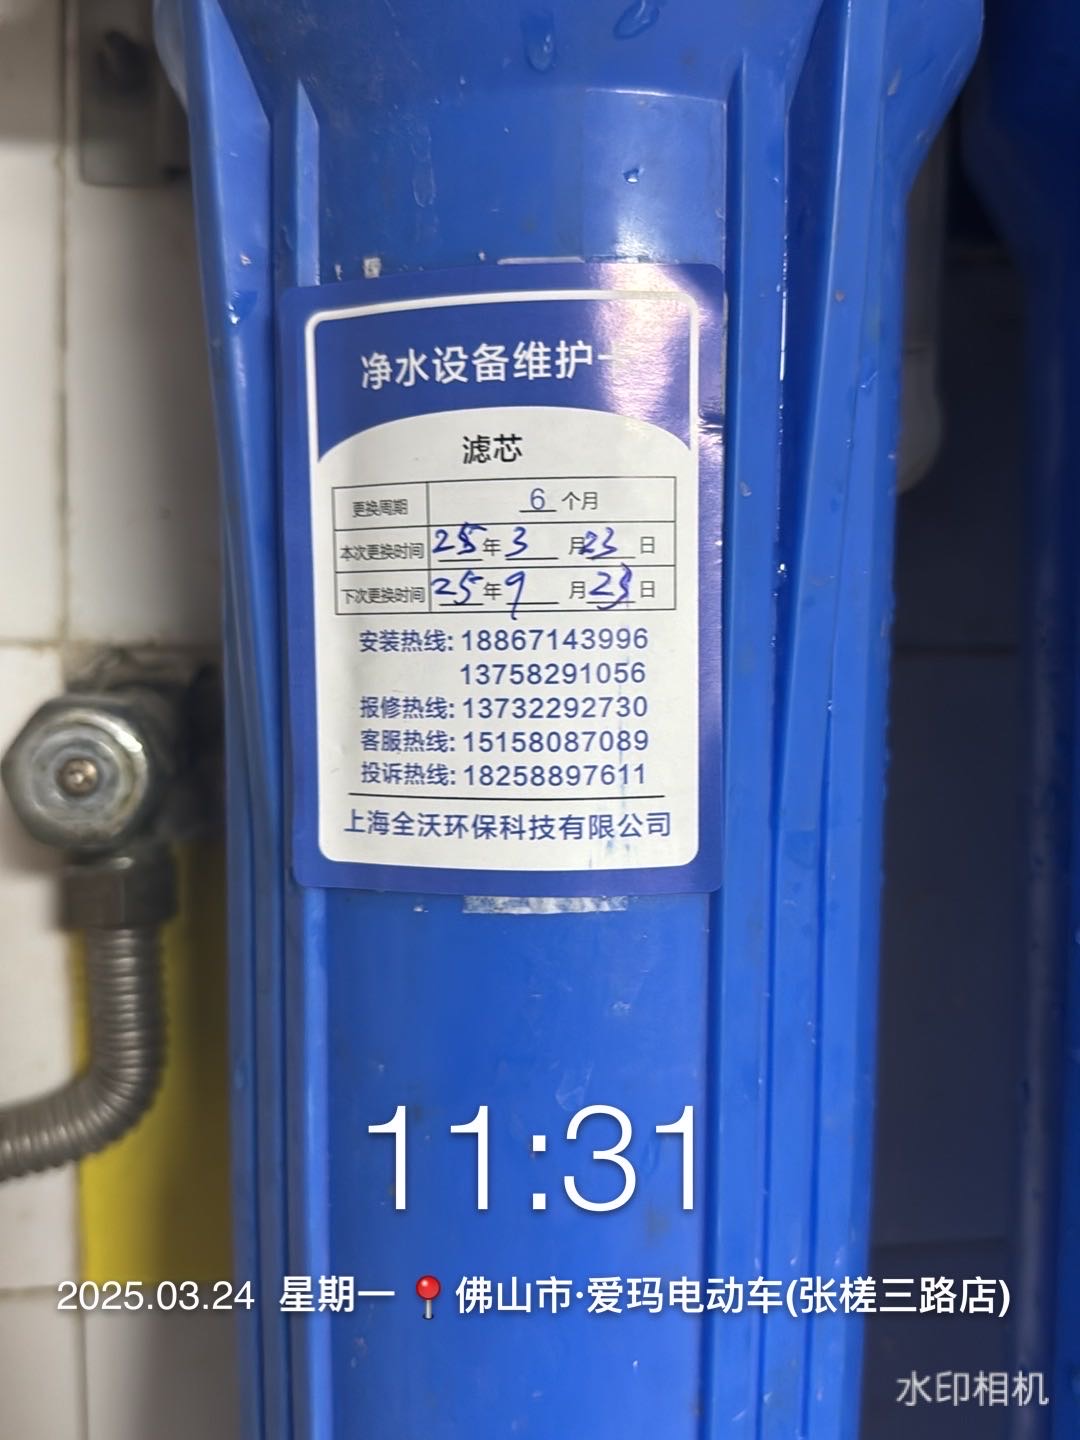 净水设备维护
滤芯
更换周期 6 个月
本次更换时间 25年3月23日
下次更换时间 25年9月23日
安装热线: 18867143996
13758291056
报修热线: 13732292730
客服热线: 15158087089
投诉热线: 18258897611
上海全沃环保科技有限公司
11:31
2025.03.24 星期一 佛山市·爱玛电动车(张槎三路店)
水印相机